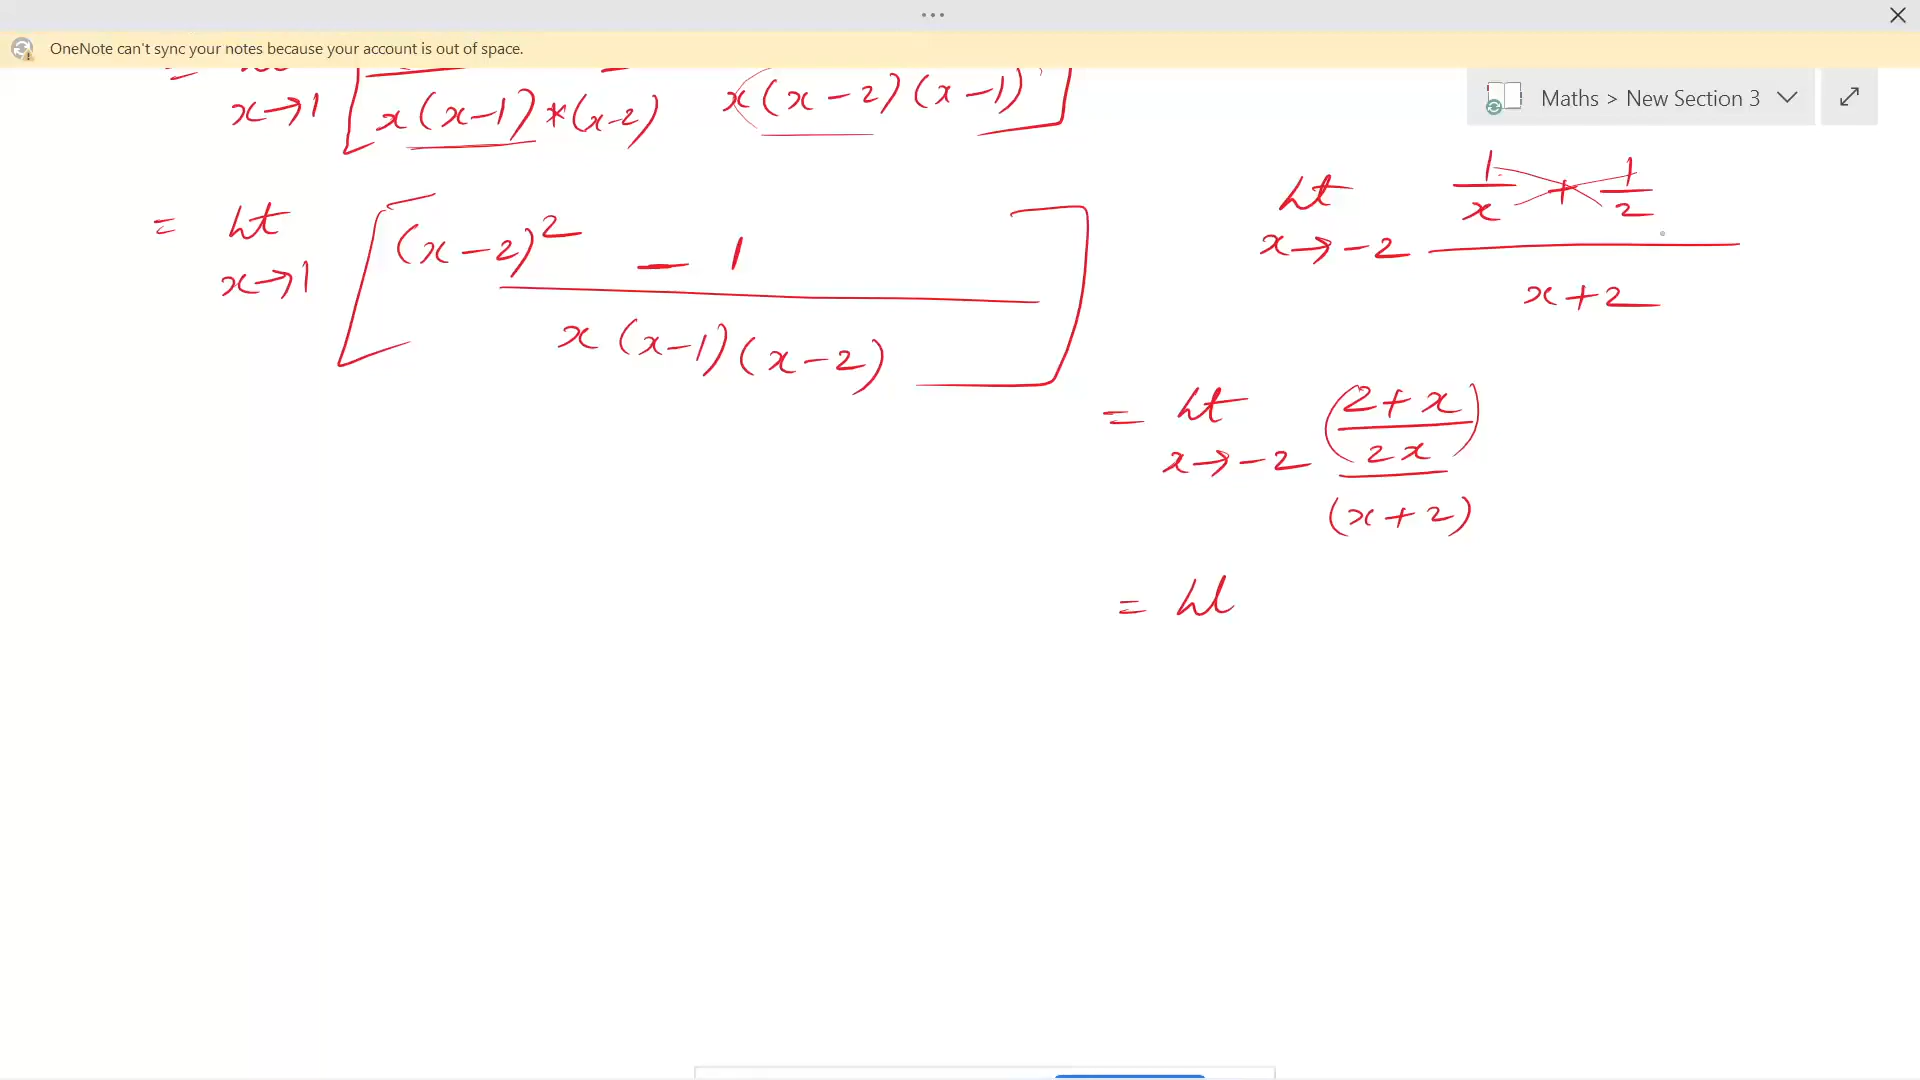 OneNote can't sync your notes because your account is out of space.
Maths > New Section 3
x→1 [ x(x-1)*(x-2) x(x-2)(x-1) ]
= lt x→1 [ (x-2)² - 1 / x(x-1)(x-2) ]
lt x→-2 1/x + 1/2 / x+2
= lt x→-2 (2+x / 2x) / (x+2)
= lt